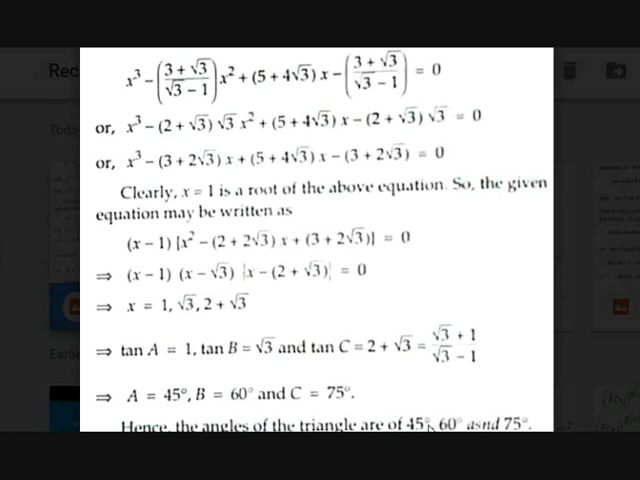 Rec
x³ − ((3 + √3)/(√3 − 1)) x² + (5 + 4√3) x − ((3 + √3)/(√3 − 1)) = 0
Toda
or, x³ − (2 + √3) √3 x² + (5 + 4√3) x − (2 + √3) √3 = 0
or, x³ − (3 + 2√3) x + (5 + 4√3) x − (3 + 2√3) = 0
Clearly, x = 1 is a root of the above equation. So, the given
equation may be written as
(x − 1) [x² − (2 + 2√3) x + (3 + 2√3)] = 0
⇒ (x − 1) (x − √3) {x − (2 + √3)} = 0
⇒ x = 1, √3, 2 + √3
⇒ tan A = 1, tan B = √3 and tan C = 2 + √3 = (√3 + 1)/(√3 − 1)
Earlie
⇒ A = 45°, B = 60° and C = 75°.
Hence, the angles of the triangle are of 45°, 60° asnd 75°.